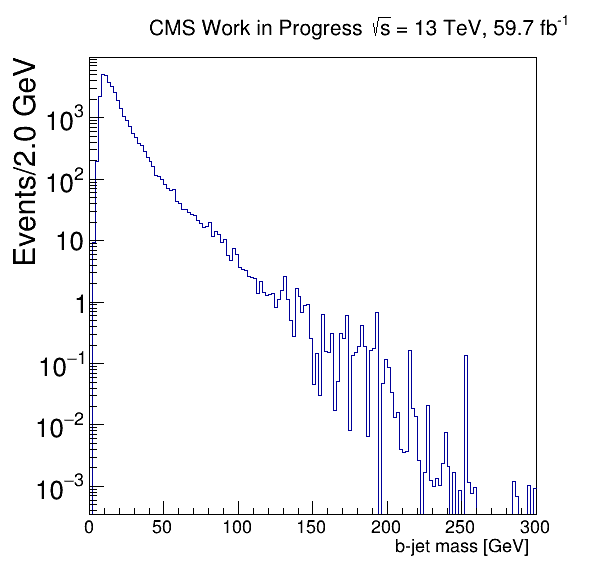 CMS Work in Progress √s = 13 TeV, 59.7 fb⁻¹
Events/2.0 GeV
10³
10²
10
1
10⁻¹
10⁻²
10⁻³
0 50 100 150 200 250 300
b-jet mass [GeV]